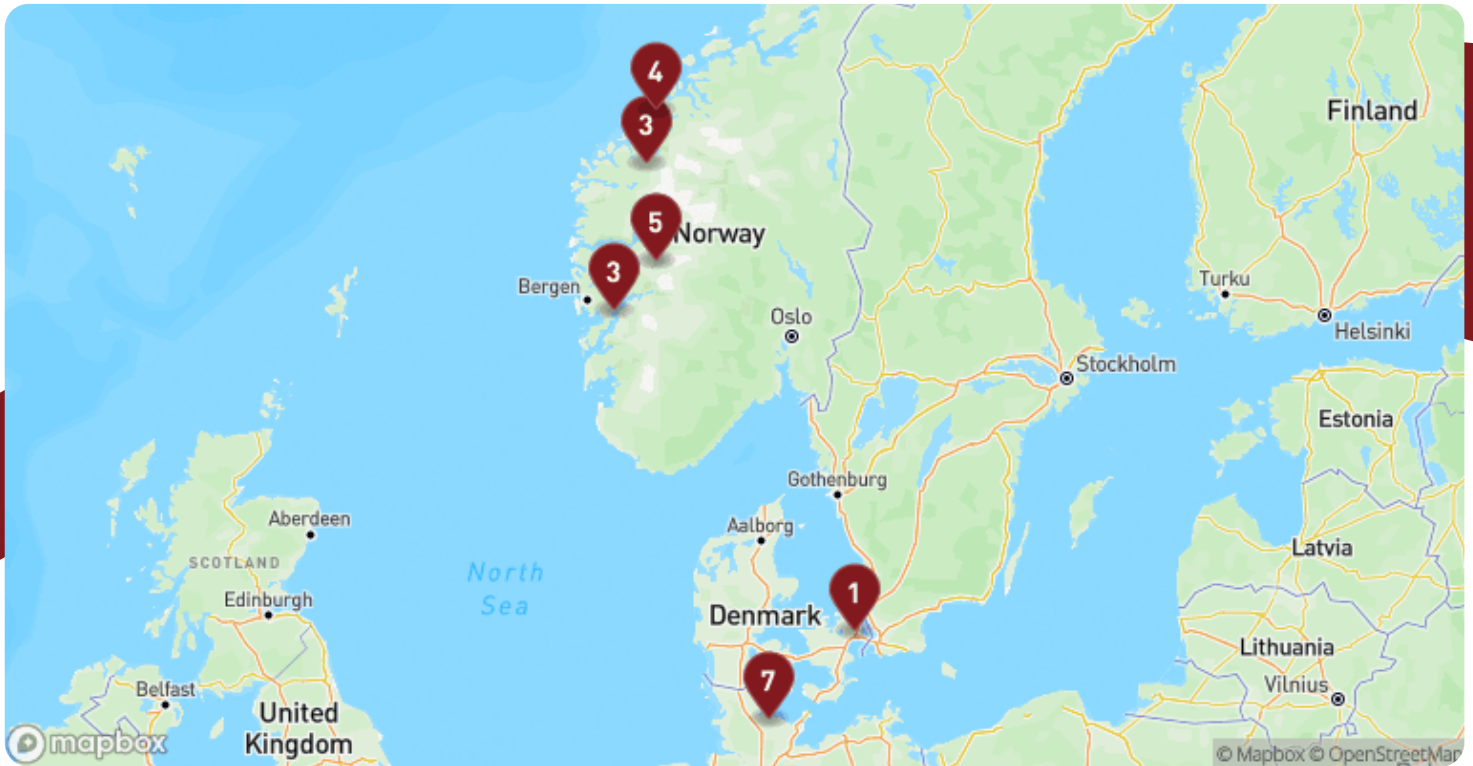 4
3
Finland
5
Norway
3
Bergen
Turku
Oslo
Helsinki
Stockholm
Estonia
Gothenburg
Aberdeen
Aalborg
SCOTLAND
North
Sea
Latvia
1
Edinburgh
Denmark
Lithuania
7
Vilnius
Belfast
United
Kingdom
mapbox
© Mapbox © OpenStreetMap